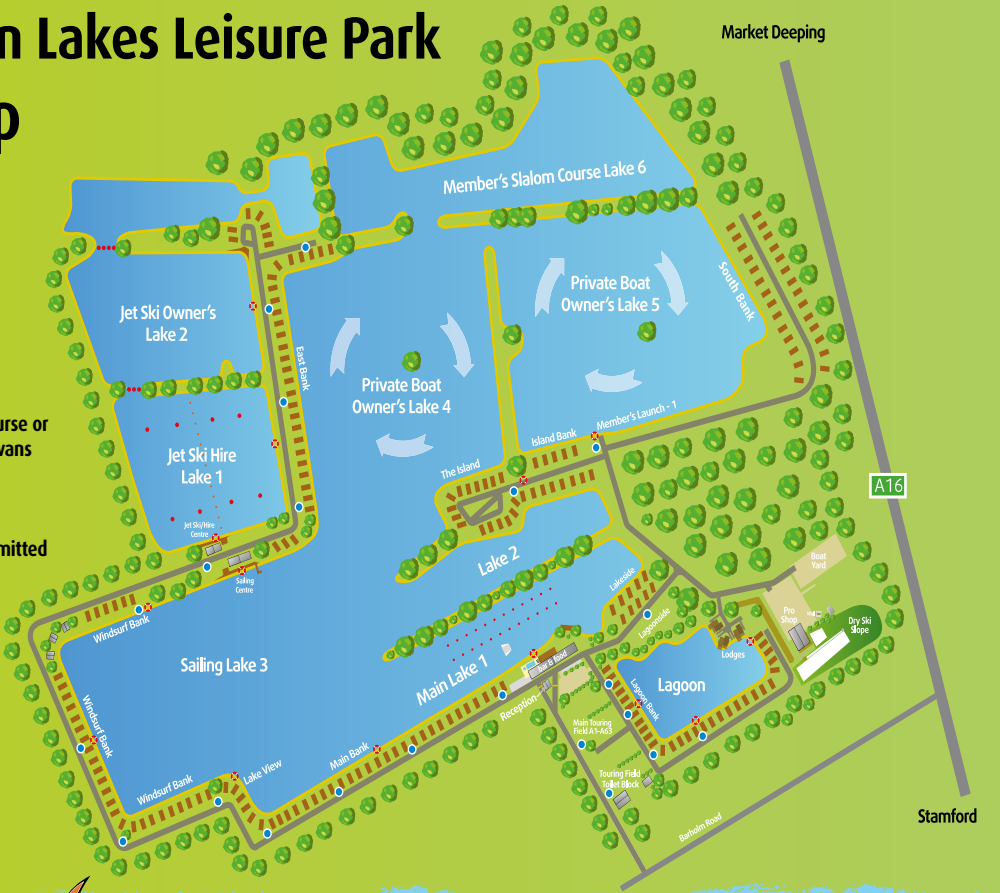 n Lakes Leisure Park
p
Market Deeping
Member's Slalom Course Lake 6
South Bank
Private Boat
Owner's Lake 5
Jet Ski Owner's
Lake 2
East Bank
Private Boat
Owner's Lake 4
urse or
vans
Member's Launch - 1
Island Bank
Jet Ski Hire
Lake 1
The Island
A16
Jet Ski/Hire
Centre
mitted
Sailing
Centre
Lake 2
Boat
Yard
Lakeside
Lagoonside
Pro
Shop
Dry Ski
Slope
Windsurf Bank
Lodges
Sailing Lake 3
Main Lake 1
bar & food
Lagoon
Reception
Lagoon Bank
Windsurf Bank
Main Touring
Field A1-A63
Main Bank
Lake View
Windsurf Bank
Touring Field
Toilet Block
Barholm Road
Stamford